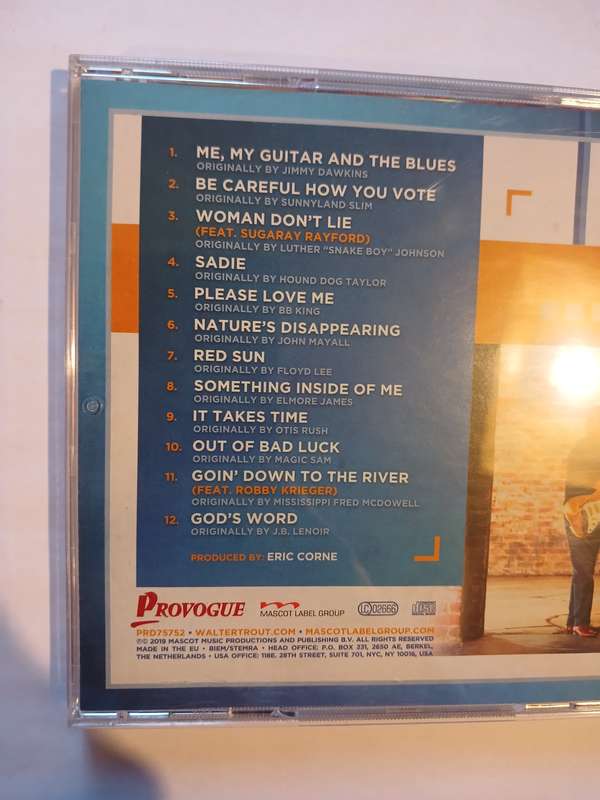 1. ME, MY GUITAR AND THE BLUES
ORIGINALLY BY JIMMY DAWKINS
2. BE CAREFUL HOW YOU VOTE
ORIGINALLY BY SUNNYLAND SLIM
3. WOMAN DON'T LIE
(FEAT. SUGARAY RAYFORD)
ORIGINALLY BY LUTHER "SNAKE BOY" JOHNSON
4. SADIE
ORIGINALLY BY HOUND DOG TAYLOR
5. PLEASE LOVE ME
ORIGINALLY BY BB KING
6. NATURE'S DISAPPEARING
ORIGINALLY BY JOHN MAYALL
7. RED SUN
ORIGINALLY BY FLOYD LEE
8. SOMETHING INSIDE OF ME
ORIGINALLY BY ELMORE JAMES
9. IT TAKES TIME
ORIGINALLY BY OTIS RUSH
10. OUT OF BAD LUCK
ORIGINALLY BY MAGIC SAM
11. GOIN' DOWN TO THE RIVER
(FEAT. ROBBY KRIEGER)
ORIGINALLY BY MISSISSIPPI FRED MCDOWELL
12. GOD'S WORD
ORIGINALLY BY J.B. LENOIR
PRODUCED BY: ERIC CORNE
PROVOGUE MASCOT LABEL GROUP LC 02666
PRD75752 • WALTERTROUT.COM • MASCOTLABELGROUP.COM
℗© 2019 MASCOT MUSIC PRODUCTIONS AND PUBLISHING B.V. ALL RIGHTS RESERVED
MADE IN THE EU • BIEM/STEMRA • HEAD OFFICE: P.O. BOX 231, 2650 AE, BERKEL,
THE NETHERLANDS • USA OFFICE: 118E. 28TH STREET, SUITE 701, NYC, NY 10016, USA